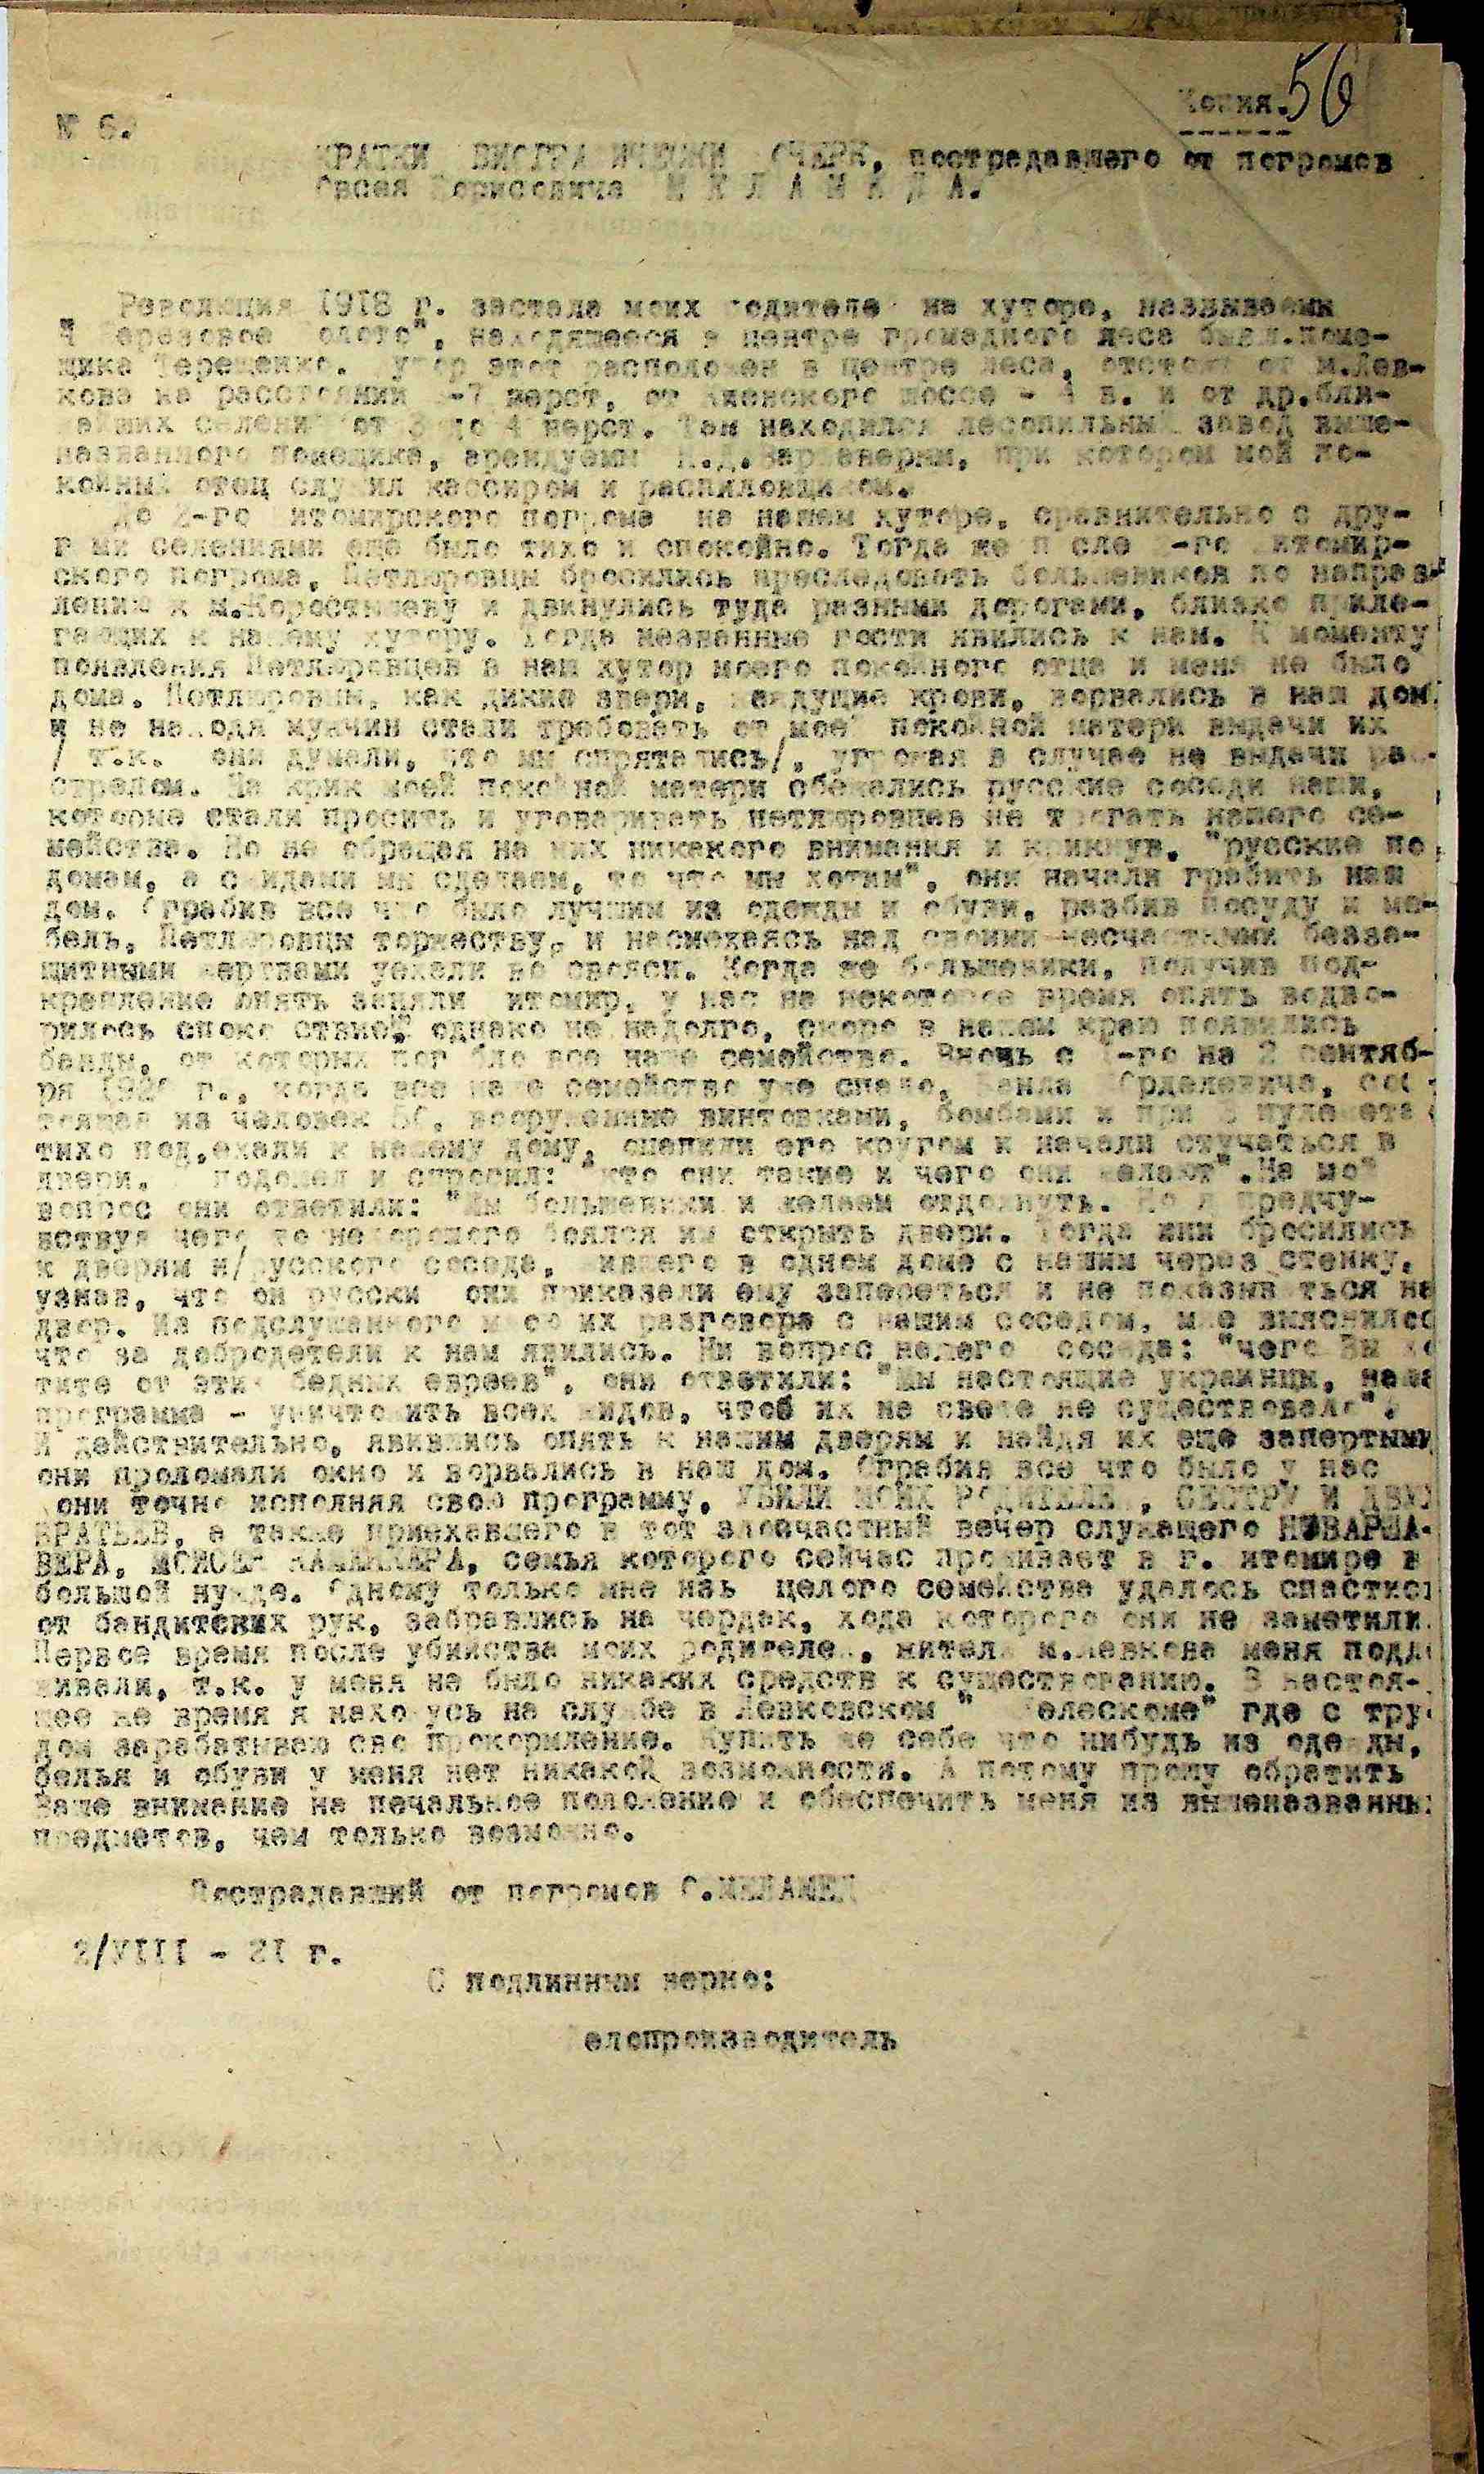 Копия. 56
№ 6.
КРАТКИЙ БИОГРАФИЧЕСКИЙ ОЧЕРК, пострадавшего от погромов
Борисовича МЕЛАМЕДА.
Революция 1918 г. застала моих родителей на хуторе, называемый
"Березовое болото", находящееся в центре громадного леса бывш.поме-
щика Терещенко. Хутор этот расположен в центре леса, отстоит от м.Лев-
кова на расстоянии -7 верст, от Киевского шоссе - 4 в. и от др.бли-
жайших селений от 3 до 4 верст. Там находился лесопильный завод выше-
названного помещика, арендуемый при котором мой по-
койный отец служил кассиром и распиловщиком.
До 2-го Житомирского погрома на нашем хуторе, сравнительно с дру-
гими селениями еще было тихо и спокойно. Тогда же после 2-го Житомир-
ского погрома, Петлюровцы бросились преследовать большевиков по направ-
лению к м.Коростышеву и двинулись туда разными дорогами, близко приле-
гающих к нашему хутору. Тогда незванные гости явились к нам. К моменту
появления Петлюровцев в наш хутор моего покойного отца и меня не было
дома. Петлюровцы, как дикие звери, жаждущие крови, ворвались в наш дом
и не находя мужчин стали требовать от моей покойной матери выдачи их
/ т.к. они думали, что мы спрятались/, угрожая в случае не выдачи рас-
стрелом. На крик моей покойной матери сбежались русские соседи наши,
которые стали просить и уговаривать петлюровцев не трогать нашего се-
мейства. Но не обращая на них никакого внимания и крикнув, "русские по
домам, а с жидами мы сделаем, то что мы хотим", они начали грабить наш
дом. Ограбив все что было лучшим из одежды и обуви, разбив посуду и ме-
бель, Петлюровцы торжествуя и насмехаясь над своими несчастными безза-
щитными жертвами уехали во свояси. Когда же большевики, получив под-
крепление опять заняли Житомир, у нас на некоторое время опять водво-
рилось спокойствие, однако не надолго, скоро в нашем краю появились
банды, от которых погибло все наше семейство. Вночь с 1-го на 2 сентяб-
ря 1920 г., когда все наше семейство уже спало, банда Орделевича, сос-
тоящая из человек 50, вооруженные винтовками, бомбами и при 3 пулемета
тихо под,ехали к нашему дому, оцепили его кругом и начали стучаться в
двери. Я подошел и спросил: "кто они такие и чего они желают". На мой
вопрос они ответили: "Мы большевики и желаем отдохнуть. Но я предчу-
вствуя чего то нехорошего боялся им открыть двери. Тогда они бросились
к дверям н/русского соседа, жившего в одном доме с нашим через стенку,
узнав, что он русский они приказали ему запереться и не показываться на
двор. Из подслушанного мною их разговора с нашим соседом, мне выяснилос
что за добродетели к нам явились. Ни вопрос нашего соседа: "чего Вы хо
тите от этих бедных евреев", они ответили: "Мы настоящие украинцы, наша
программа - уничтожить всех жидов, чтоб их на свете не существовало".
И действительно, явившись опять к нашим дверям и найдя их еще запертыми
они проломали окно и ворвались в наш дом. Ограбив все что было у нас
они точно исполняя свою программу, УБИЛИ МОИХ РОДИТЕЛЕЙ, СЕСТРУ И ДВУХ
БРАТЬЕВ, а также приехавшего в тот злосчастный вечер служащего
семья которого сейчас проживает в г. Житомире в
большой нужде. Одному только мне изъ целого семейства удалось спастись
от бандитских рук, забравшись на чердак, хода которого они не заметили.
Первое время после убийства моих родителей, жители м.Левкова меня подде
живали, т.к. у меня не было никаких средств к существованию. В настоя-
щее же время я нахожусь на службе в Левковском где с тру-
дом зарабатываю свое прокормление. Купить же себе что нибудь из одежды,
белья и обуви у меня нет никакой возможности. А потому прошу обратить
Ваше внимание на печальное положение и обеспечить меня из вышеназванных
предметов, чем только возможно.
Пострадавший от погромов С.МЕЛАМЕД
2/VIII - 21 г.
С подлинным верно:
Делопроизводитель